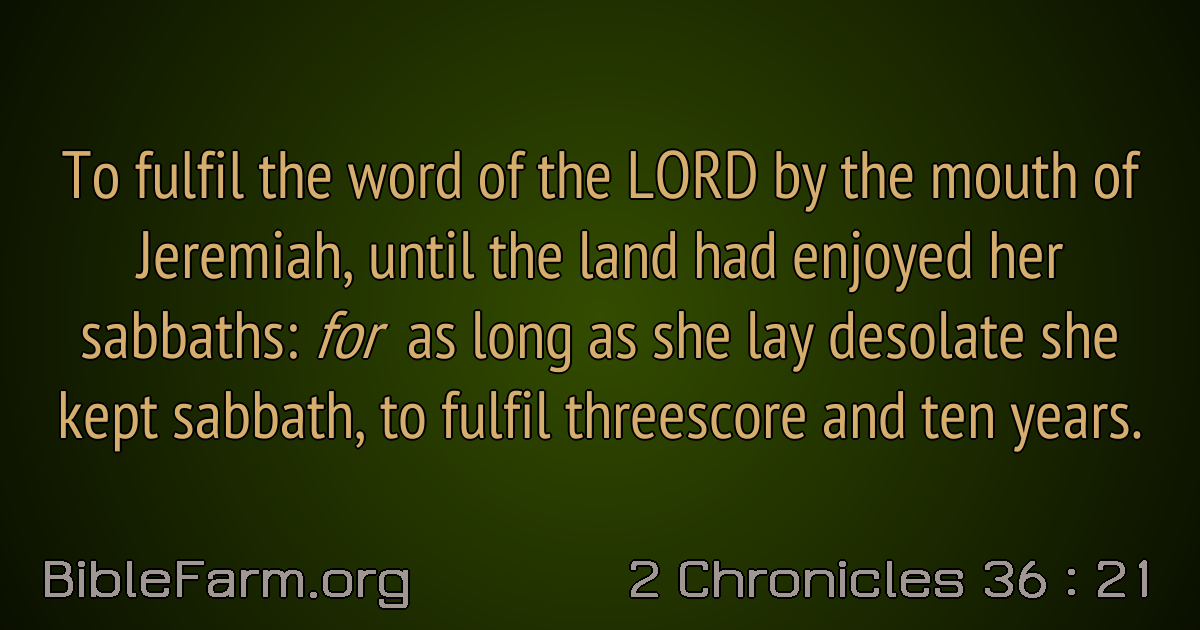 To fulfil the word of the LORD by the mouth of
Jeremiah, until the land had enjoyed her
sabbaths: for as long as she lay desolate she
kept sabbath, to fulfil threescore and ten years.
BibleFarm.org
2 Chronicles 36 : 21